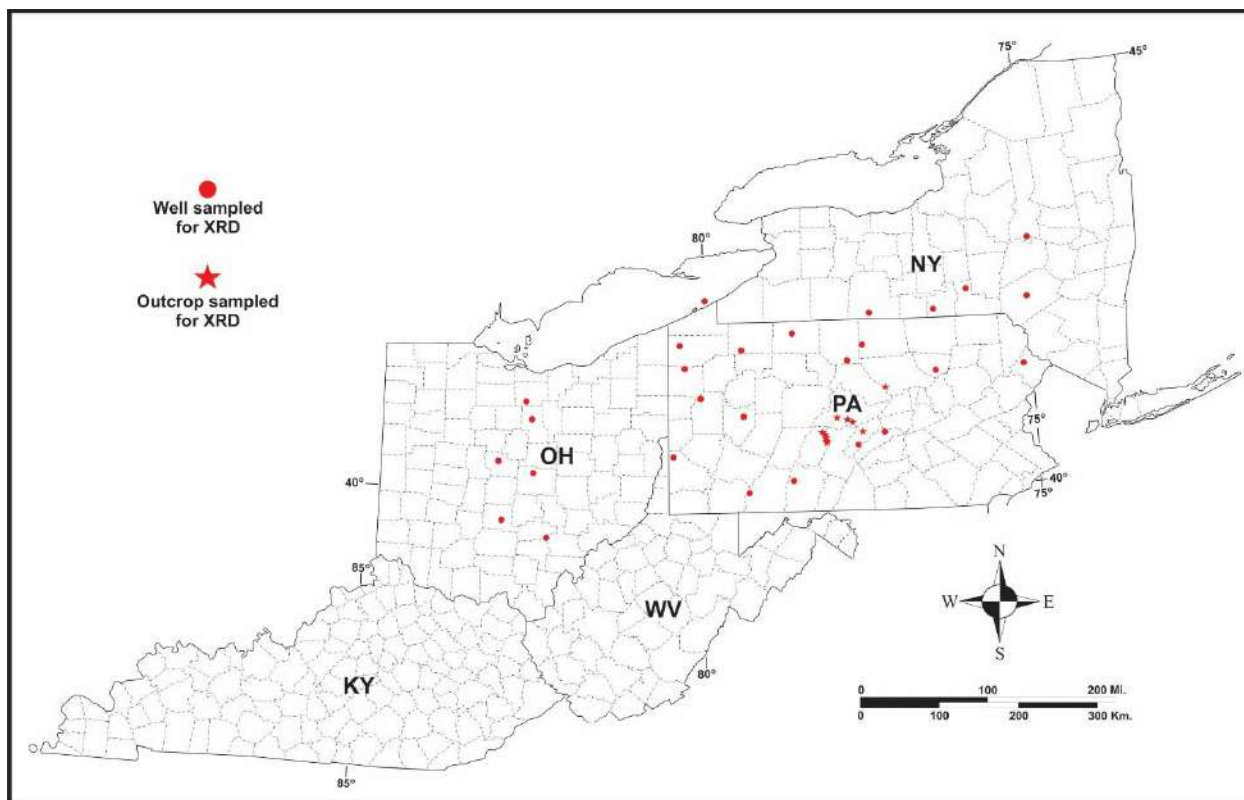 75°
45°
Well sampled
for XRD
80°
NY
Outcrop sampled
for XRD
PA
75°
OH
40°
40°
75°
85°
N
W
E
S
WV
80°
KY
0 100 200 Mi.
0 100 200 300 Km.
85°